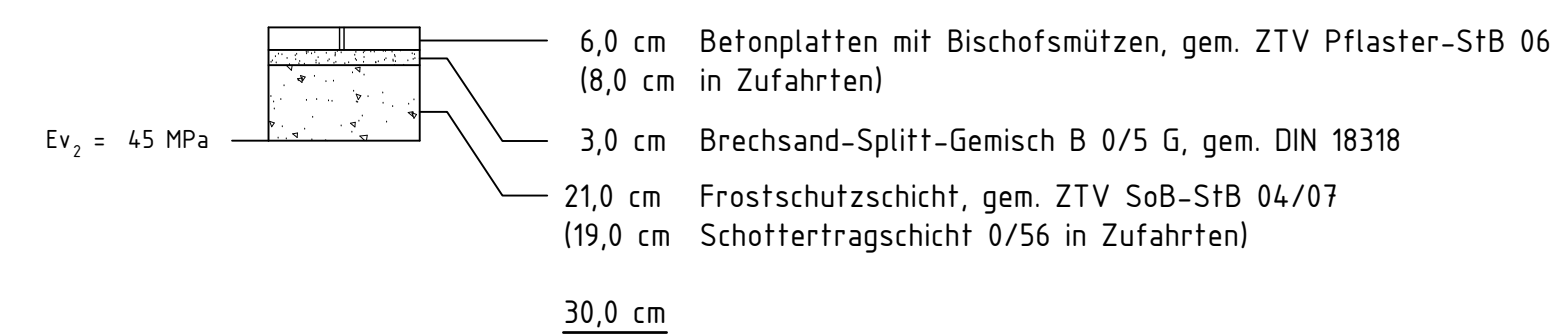 6,0 cm Betonplatten mit Bischofsmützen, gem. ZTV Pflaster-StB 06
(8,0 cm in Zufahrten)
Ev2 = 45 MPa
3,0 cm Brechsand-Splitt-Gemisch B 0/5 G, gem. DIN 18318
21,0 cm Frostschutzschicht, gem. ZTV SoB-StB 04/07
(19,0 cm Schottertragschicht 0/56 in Zufahrten)
30,0 cm